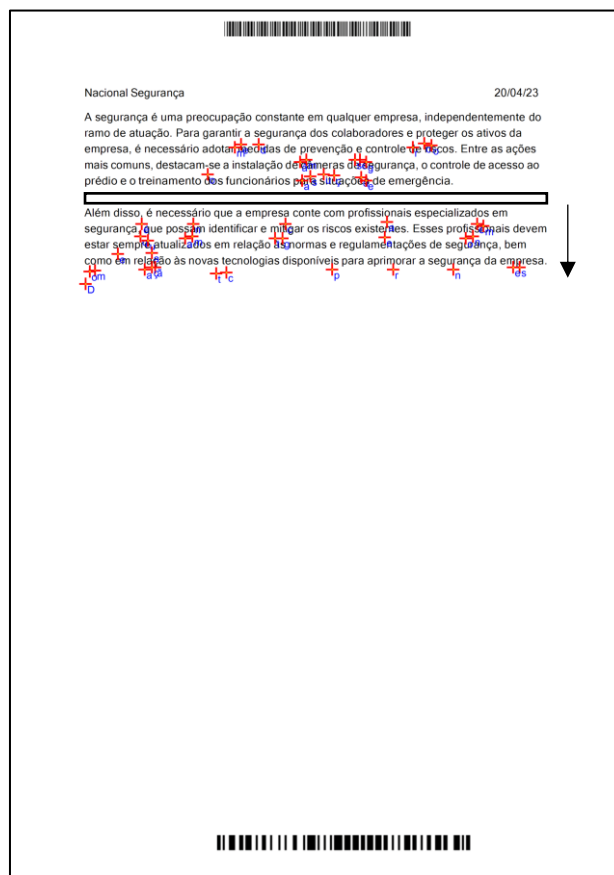 Nacional Segurança 20/04/23
A segurança é uma preocupação constante em qualquer empresa, independentemente do
ramo de atuação. Para garantir a segurança dos colaboradores e proteger os ativos da
empresa, é necessário adotar medidas de prevenção e controle de riscos. Entre as ações
mais comuns, destacam-se a instalação de câmeras de segurança, o controle de acesso ao
prédio e o treinamento dos funcionários para situações de emergência.
Além disso, é necessário que a empresa conte com profissionais especializados em
segurança, que possam identificar e mitigar os riscos existentes. Esses profissionais devem
estar sempre atualizados em relação às normas e regulamentações de segurança, bem
como em relação às novas tecnologias disponíveis para aprimorar a segurança da empresa.
om a t c p r n es
D